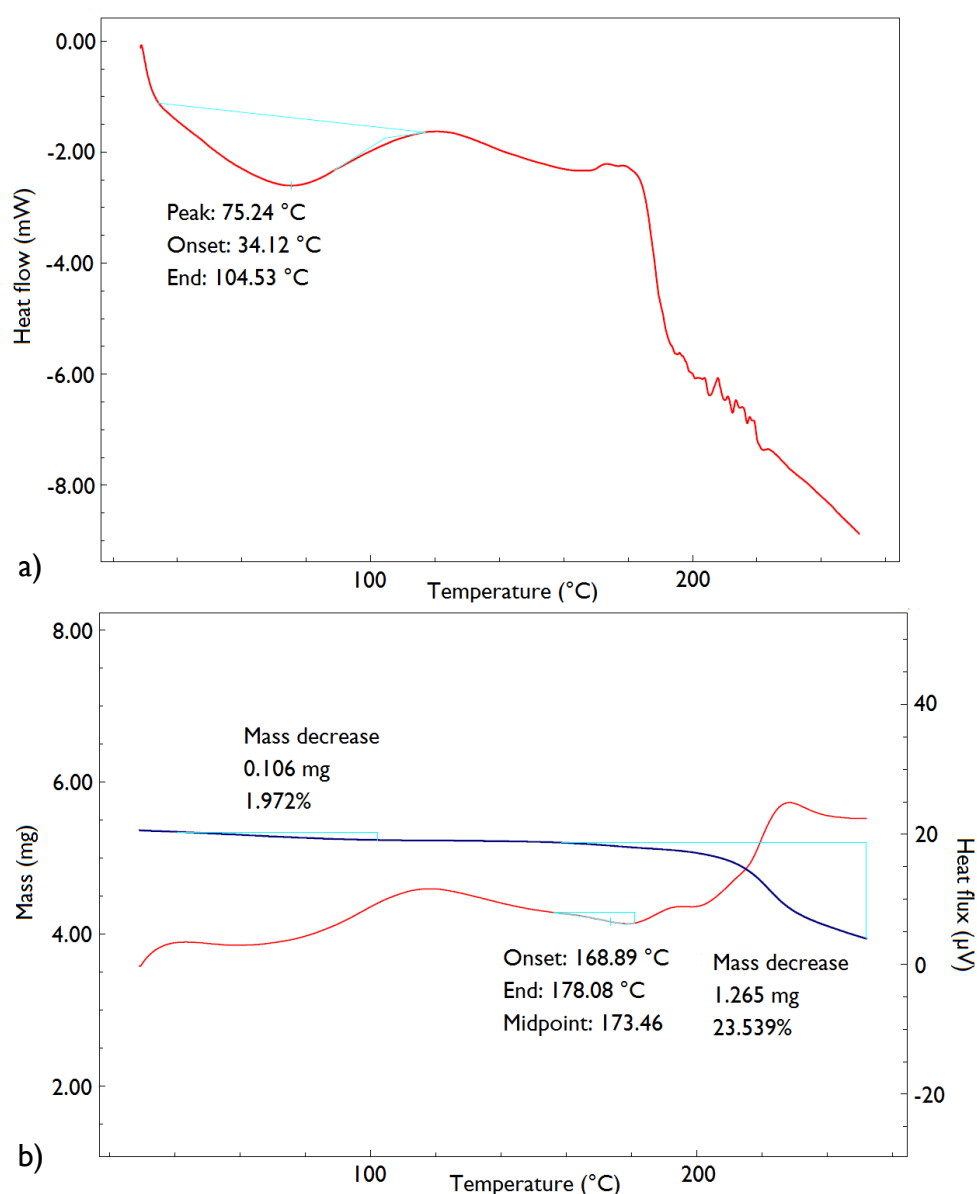 0.00
-2.00
-4.00
-6.00
-8.00
Heat flow (mW)
Peak: 75.24 °C
Onset: 34.12 °C
End: 104.53 °C
100
200
Temperature (°C)
a)
8.00
6.00
4.00
2.00
Mass (mg)
40
20
0
-20
Heat flux (µV)
Mass decrease
0.106 mg
1.972%
Onset: 168.89 °C
End: 178.08 °C
Midpoint: 173.46
Mass decrease
1.265 mg
23.539%
100
200
Temperature (°C)
b)